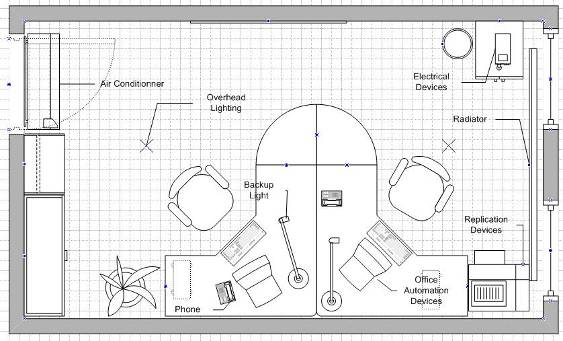 Air Conditionner
Overhead
Lighting
Electrical
Devices
Radiator
Backup
Light
Replication
Devices
Office
Automation
Devices
Phone